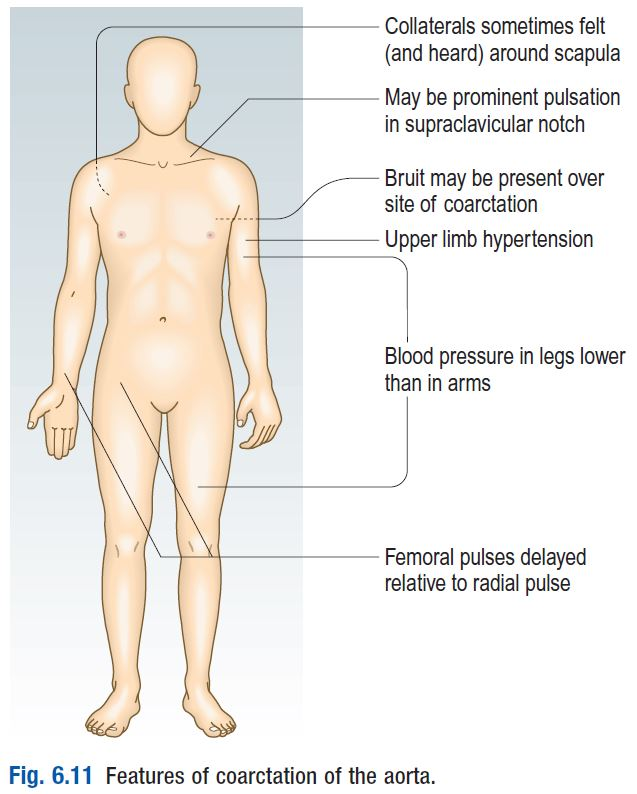 Collaterals sometimes felt
(and heard) around scapula
May be prominent pulsation
in supraclavicular notch
Bruit may be present over
site of coarctation
Upper limb hypertension
Blood pressure in legs lower
than in arms
Femoral pulses delayed
relative to radial pulse
Fig. 6.11 Features of coarctation of the aorta.